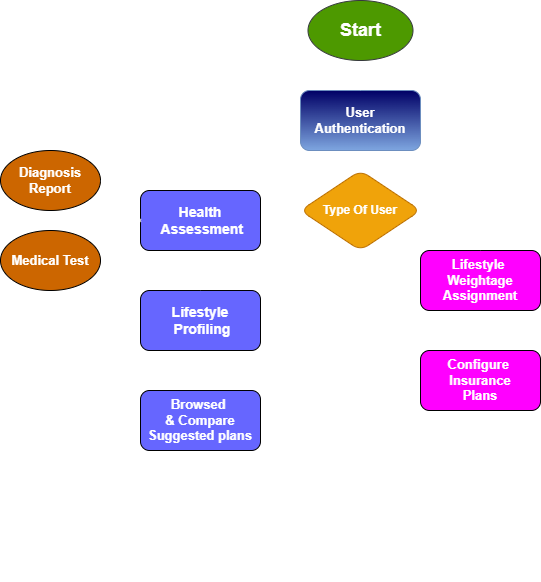 Start
User
Authentication
Diagnosis
Report
Type Of User
Health
Assessment
Medical Test
Lifestyle
Weightage
Assignment
Lifestyle
Profiling
Configure
Insurance
Plans
Browsed
& Compare
Suggested plans